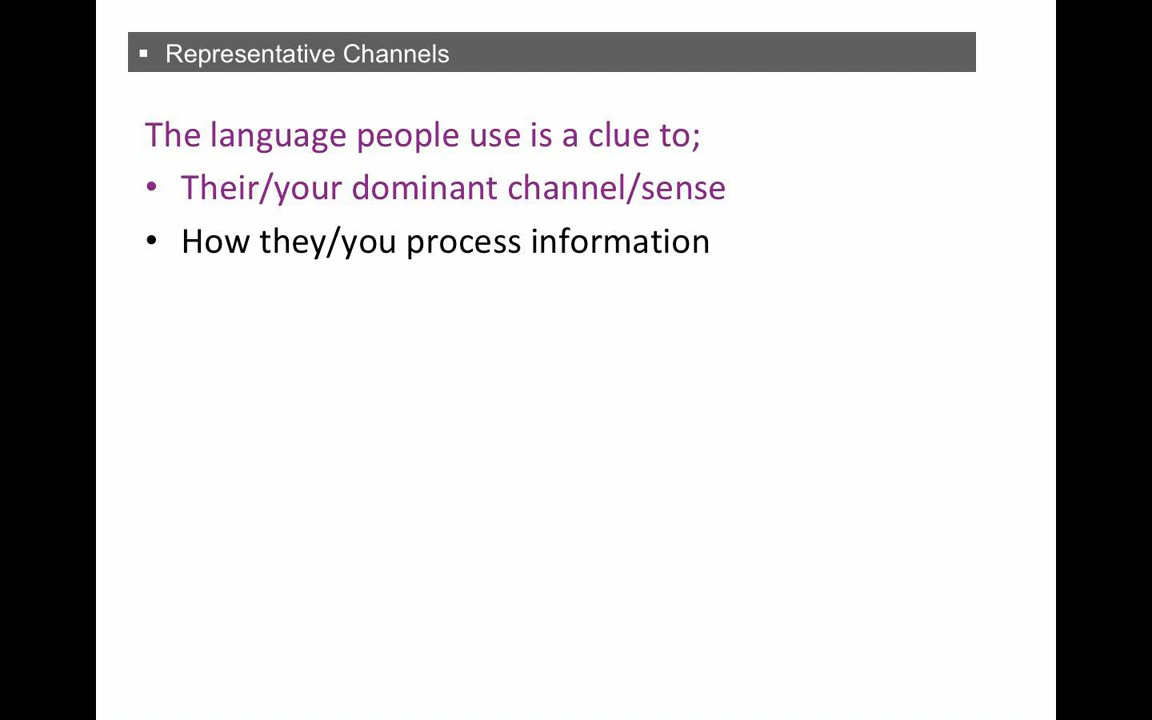 ▪ Representative Channels
The language people use is a clue to;
• Their/your dominant channel/sense
• How they/you process information